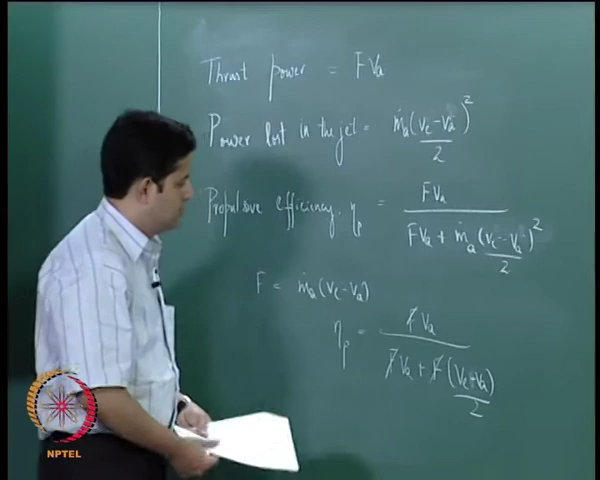 Thrust power = FVa
Power lost in the jet = ṁa(Ve-Va)²/2
Propulsive efficiency, ηp = FVa / (FVa + ṁa(Ve-Va)²/2)
F = ṁa(Ve-Va)
ηp = FVa / (FVa + F(Ve-Va)/2)
NPTEL